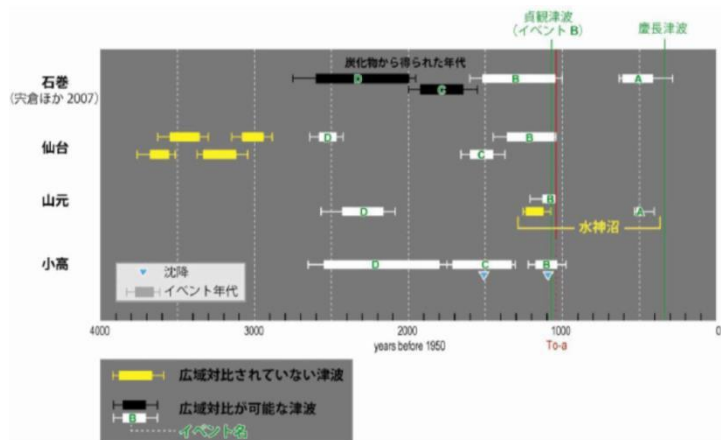 貞観津波
(イベント B)
慶長津波
石巻
(宍倉ほか 2007)
炭化物から得られた年代
D
C
B
A
仙台
D
C
B
山元
D
B
A
水神沼
小高
D
C
B
沈降
イベント年代
4000
3000
2000
1000
0
years before 1950
To-a
広域対比されていない津波
広域対比が可能な津波
B
イベント名